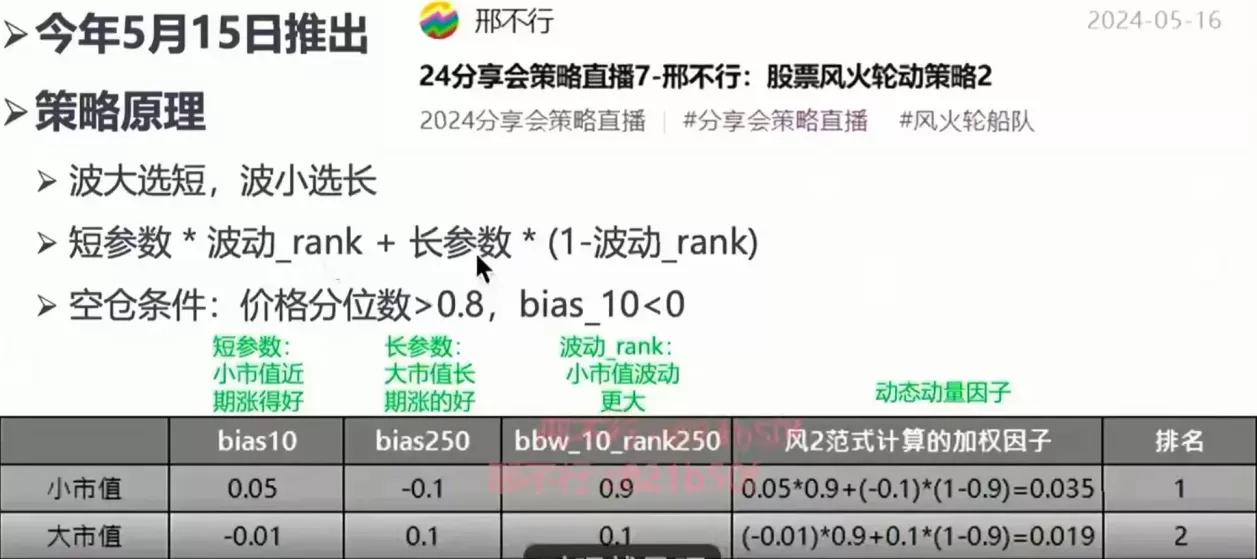 今年5月15日推出
邢不行
2024-05-16
24分享会策略直播7-邢不行：股票风火轮动策略2
2024分享会策略直播 | #分享会策略直播 #风火轮船队
策略原理
波大选短，波小选长
短参数 * 波动_rank + 长参数 * (1-波动_rank)
空仓条件：价格分位数>0.8，bias_10<0
短参数：
小市值近
期涨得好
长参数：
大市值长
期涨的好
波动_rank：
小市值波动
更大
动态动量因子
bias10 bias250 bbw_10_rank250 风2范式计算的加权因子 排名
小市值 0.05 -0.1 0.9 0.05*0.9+(-0.1)*(1-0.9)=0.035 1
大市值 -0.01 0.1 0.1 (-0.01)*0.9+0.1*(1-0.9)=0.019 2